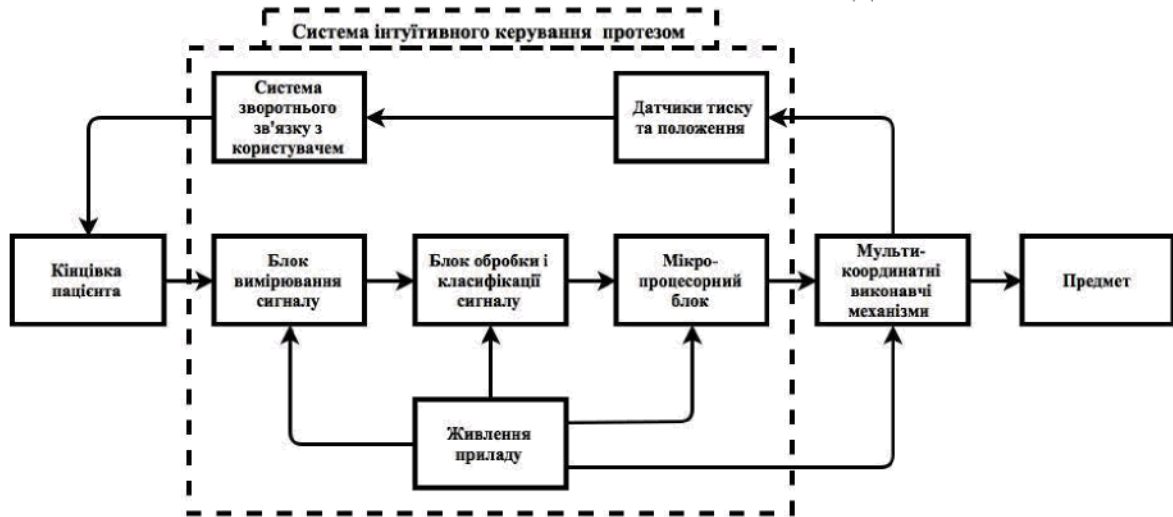 Система інтуїтивного керування протезом
Система
зворотнього
зв'язку з
користувачем
Датчики тиску
та положення
Кінцівка
пацієнта
Блок
вимірювання
сигналу
Блок обробки і
класифікації
сигналу
Мікро-
процесорний
блок
Мульти-
координатні
виконавчі
механізми
Предмет
Живлення
приладу